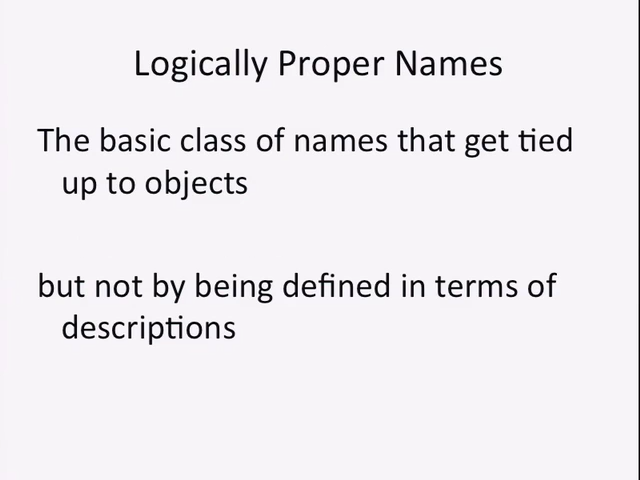 Logically Proper Names
The basic class of names that get tied
up to objects
but not by being defined in terms of
descriptions